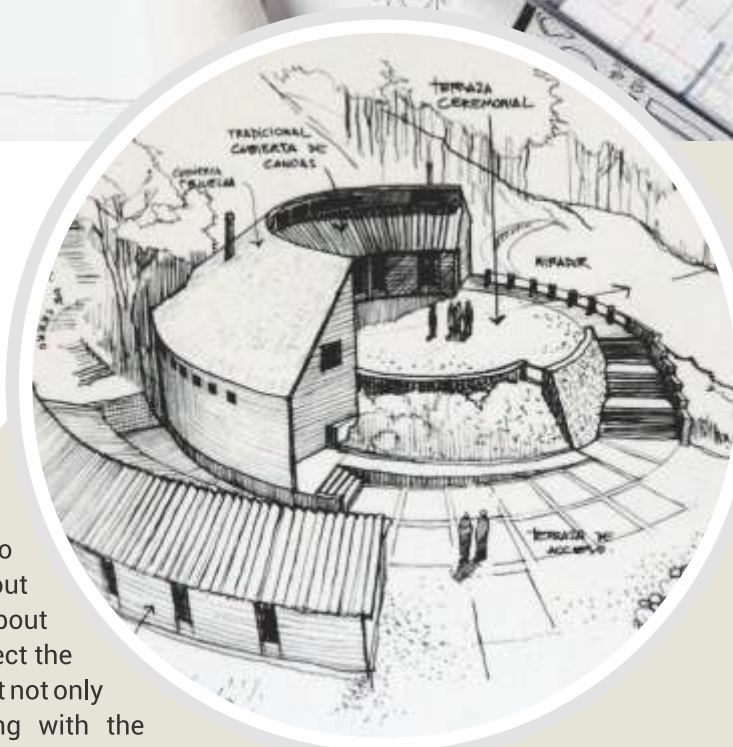 TERRAZA
CEREMONIAL
TRADICIONAL
CUBIERTA DE
CANOAS
MIRADOR
TERRAZA DE
ACCESO
o
out
bout
ect the
t not only
ng with the